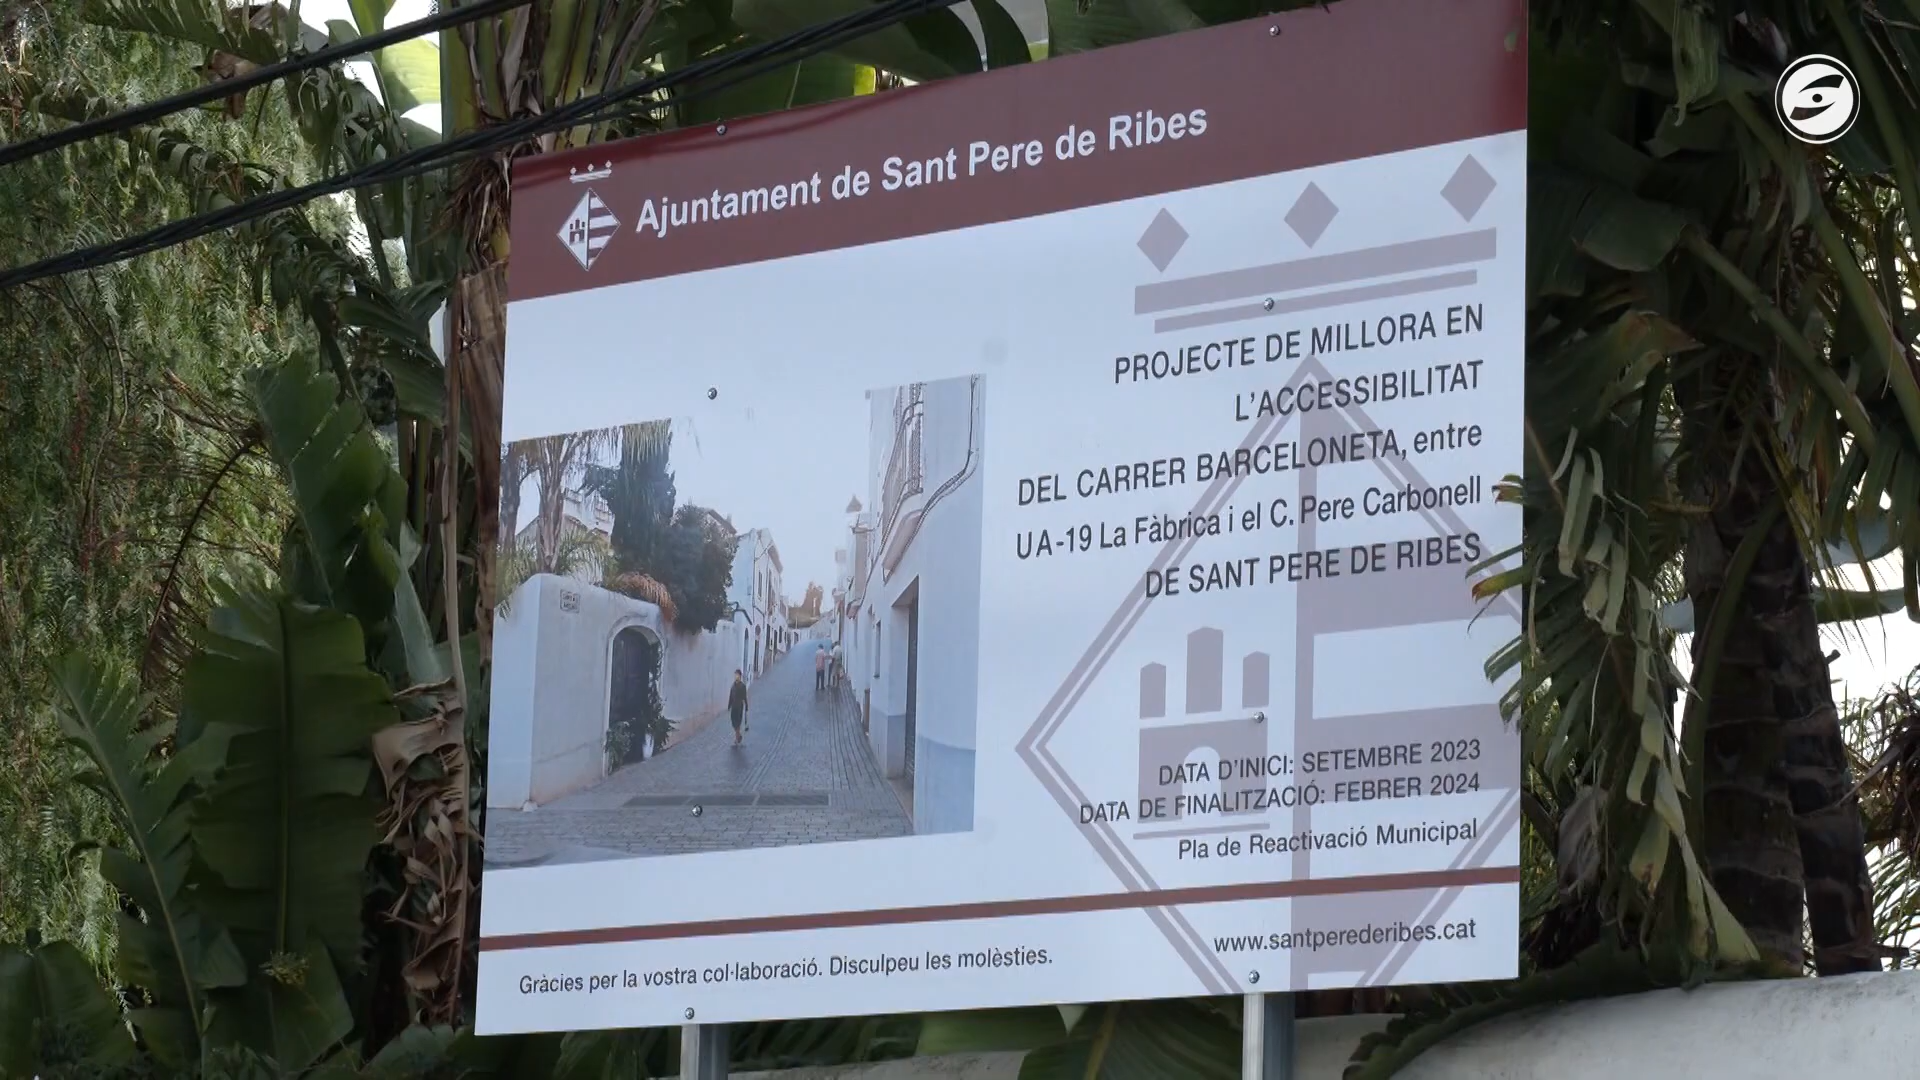 Ajuntament de Sant Pere de Ribes
PROJECTE DE MILLORA EN
L'ACCESSIBILITAT
DEL CARRER BARCELONETA, entre
UA-19 La Fàbrica i el C. Pere Carbonell
DE SANT PERE DE RIBES
DATA D'INICI: SETEMBRE 2023
DATA DE FINALITZACIÓ: FEBRER 2024
Pla de Reactivació Municipal
www.santperederibes.cat
Gràcies per la vostra col·laboració. Disculpeu les molèsties.